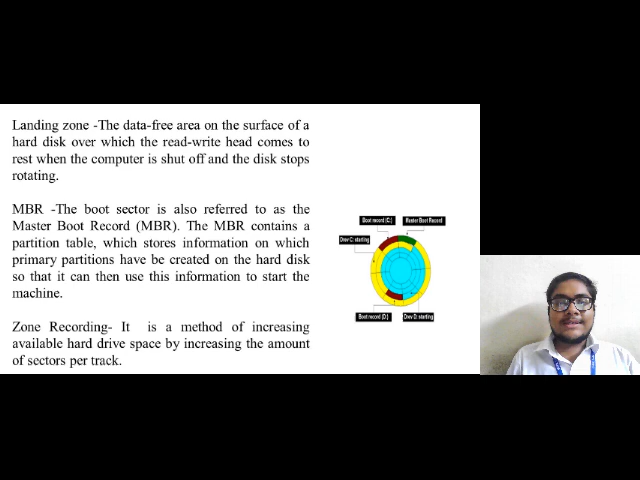 Landing zone -The data-free area on the surface of a
hard disk over which the read-write head comes to
rest when the computer is shut off and the disk stops
rotating.
MBR -The boot sector is also referred to as the
Master Boot Record (MBR). The MBR contains a
partition table, which stores information on which
primary partitions have be created on the hard disk
so that it can then use this information to start the
machine.
Zone Recording- It is a method of increasing
available hard drive space by increasing the amount
of sectors per track.
Boot record (C:)
Master Boot Record
Drev C: starting
Boot record (D:)
Drev D: starting